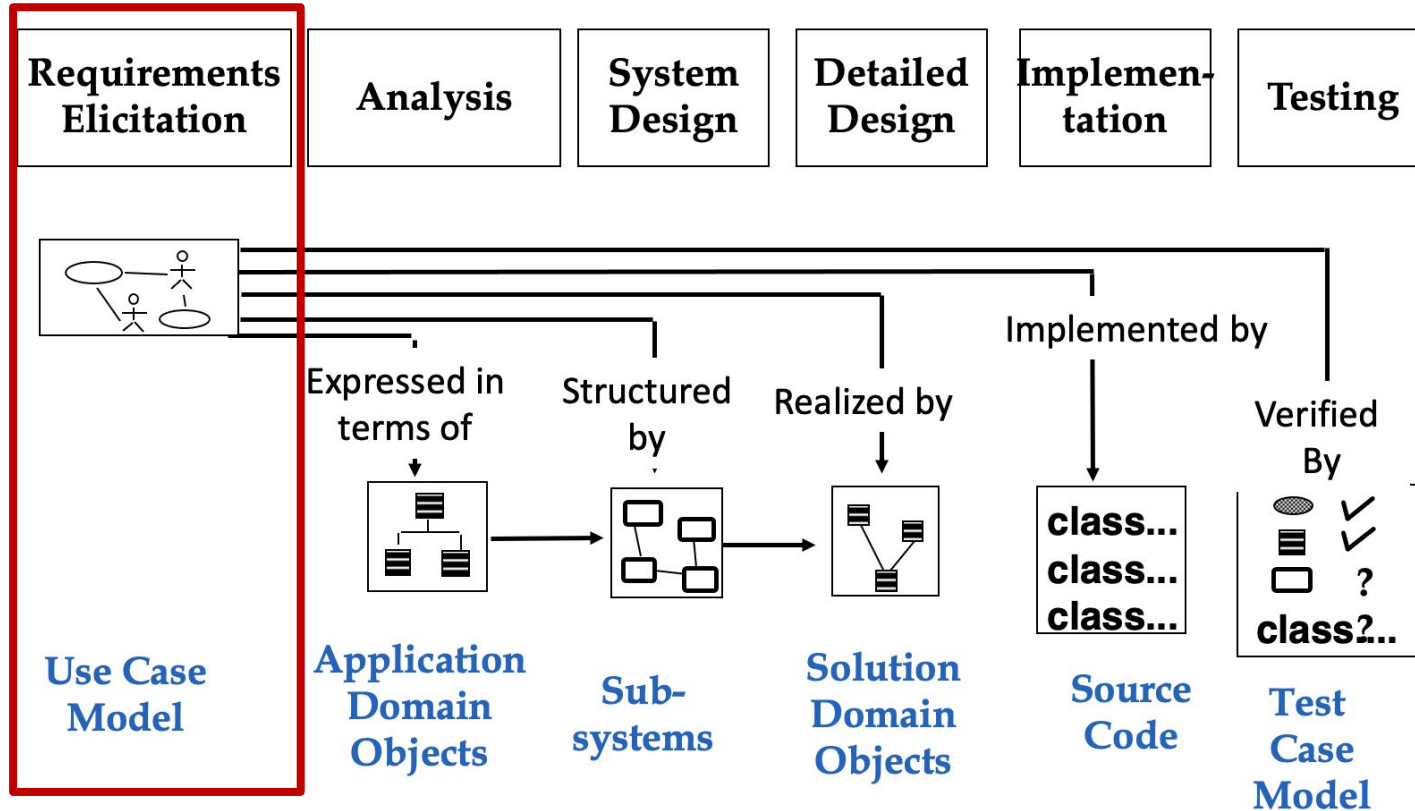 Requirements
Elicitation
Analysis
System
Design
Detailed
Design
Implemen-
tation
Testing
Expressed in
terms of
Structured
by
Realized by
Implemented by
Verified
By
class...
class...
class...
?
class?...
Use Case
Model
Application
Domain
Objects
Sub-
systems
Solution
Domain
Objects
Source
Code
Test
Case
Model